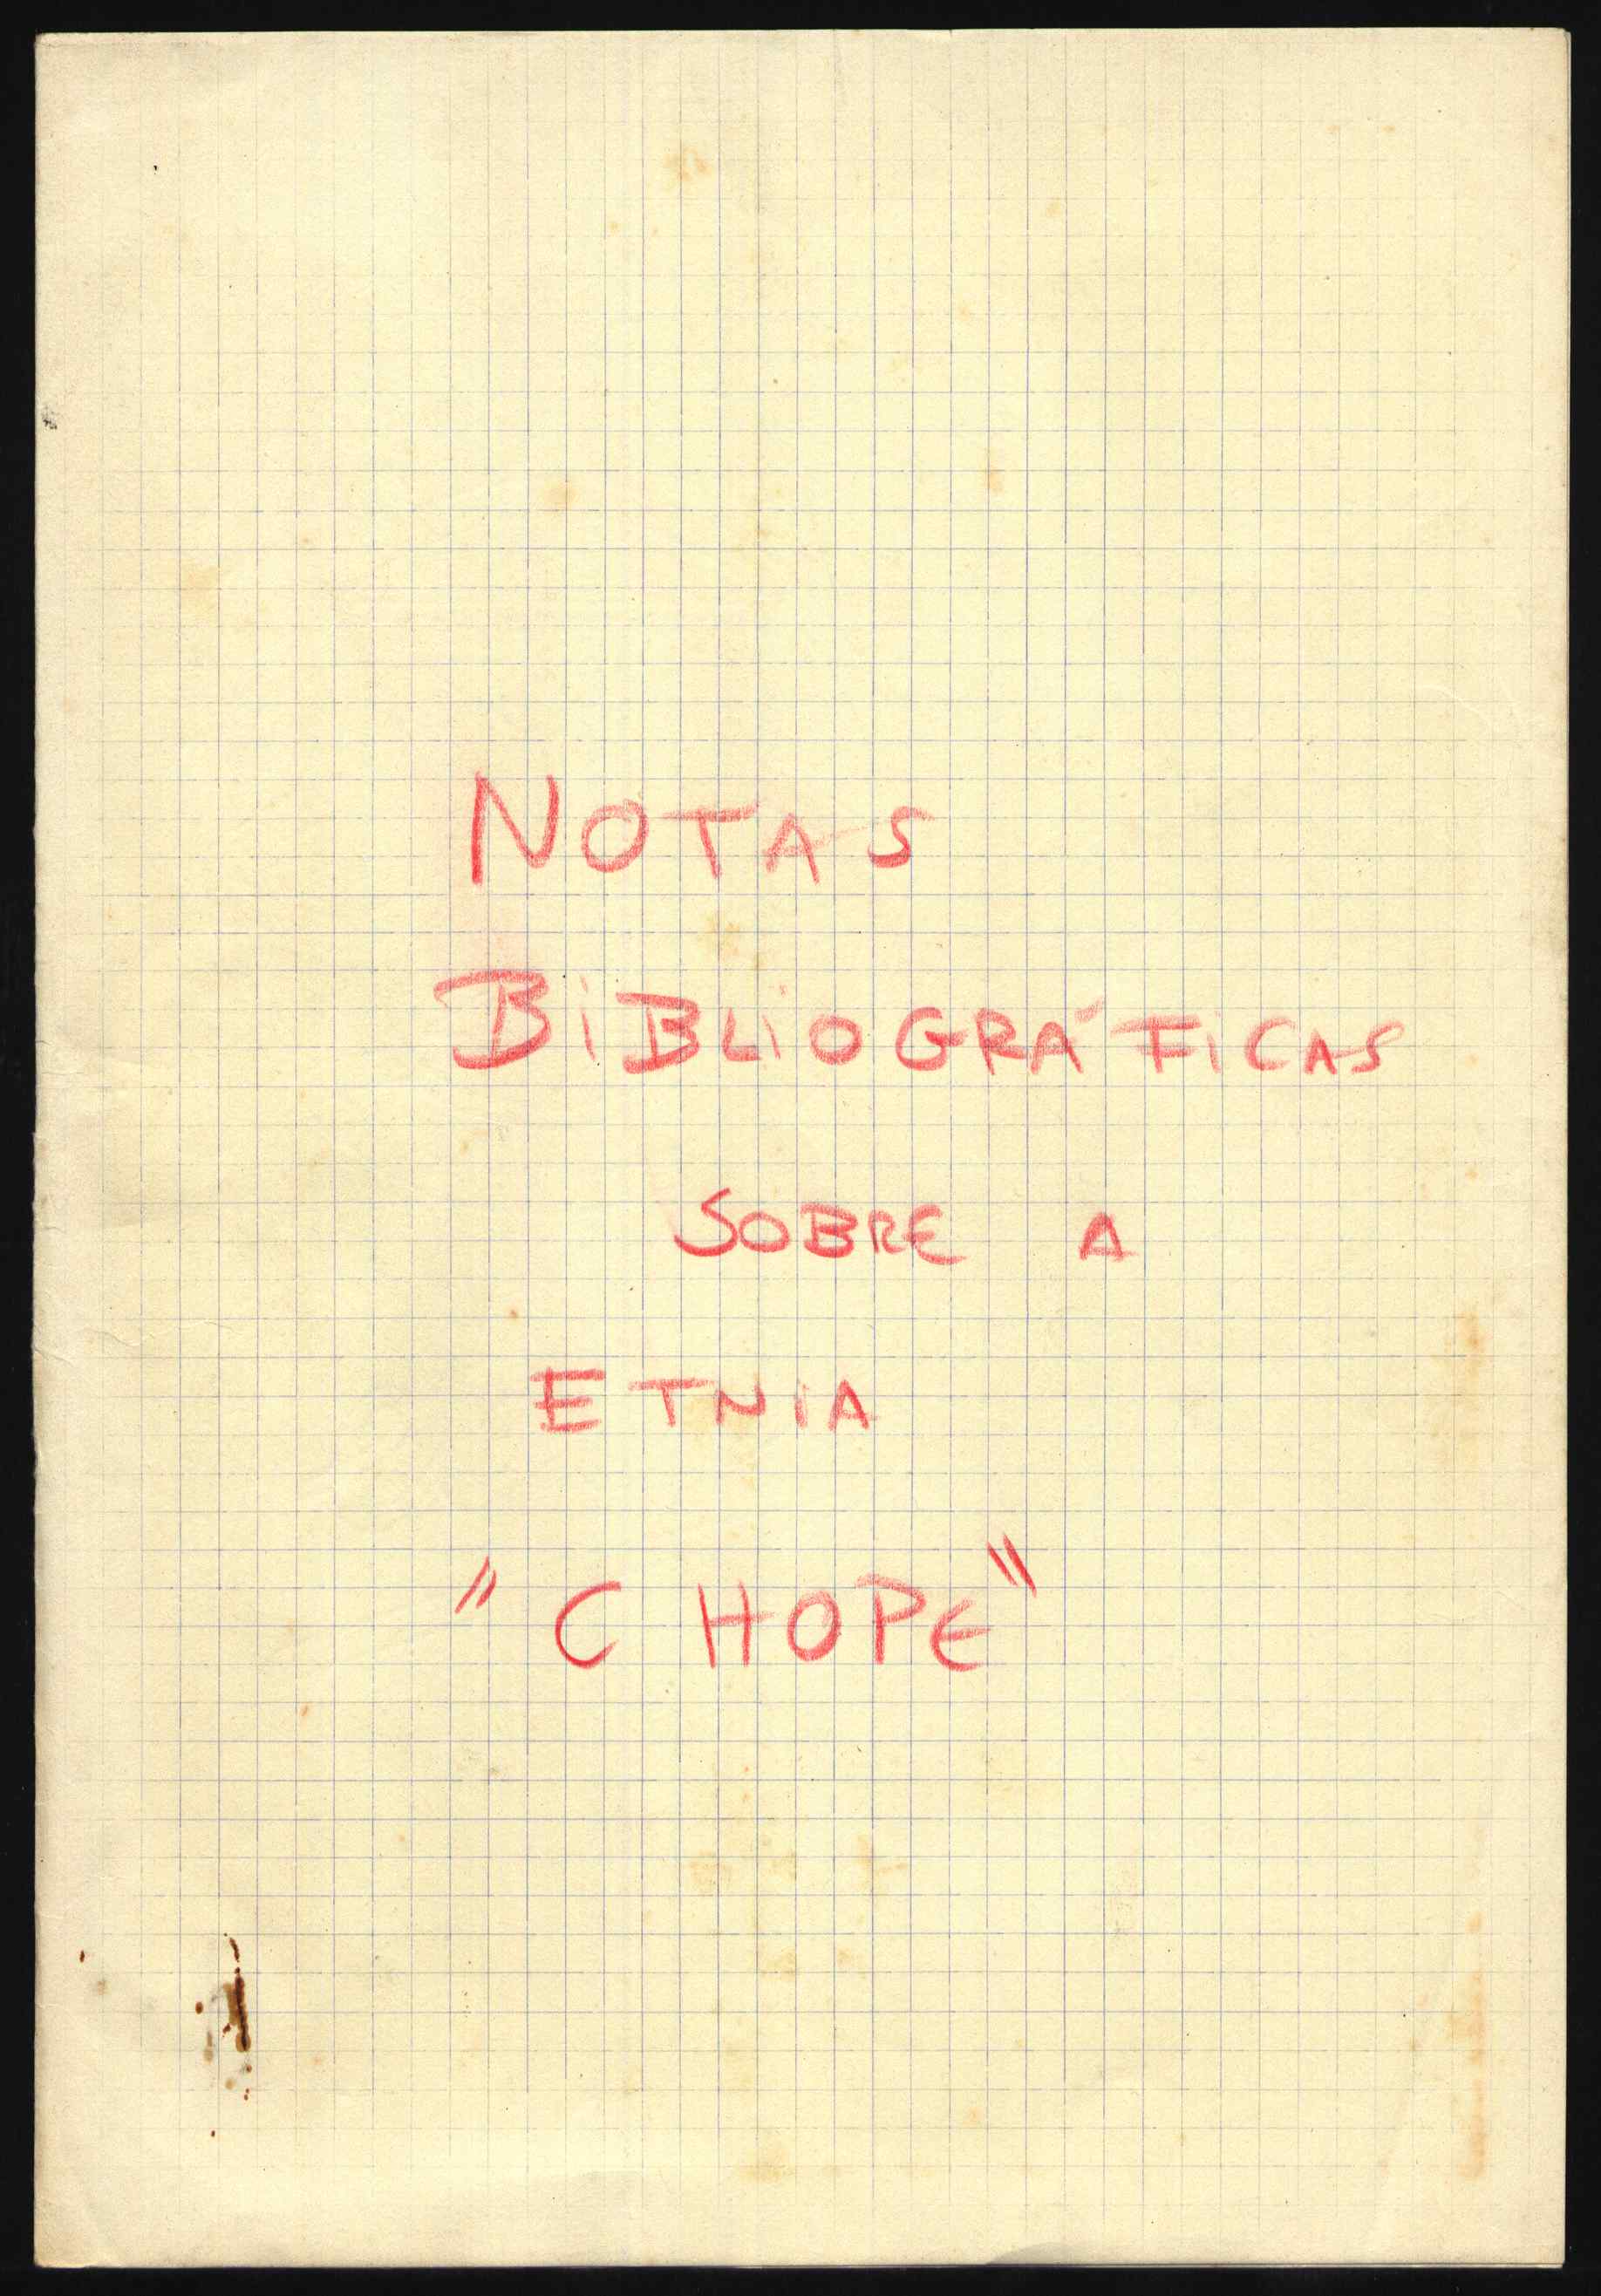 NOTAS
BIBLIOGRÁFICAS
SOBRE A
ETNIA
"CHOPE"